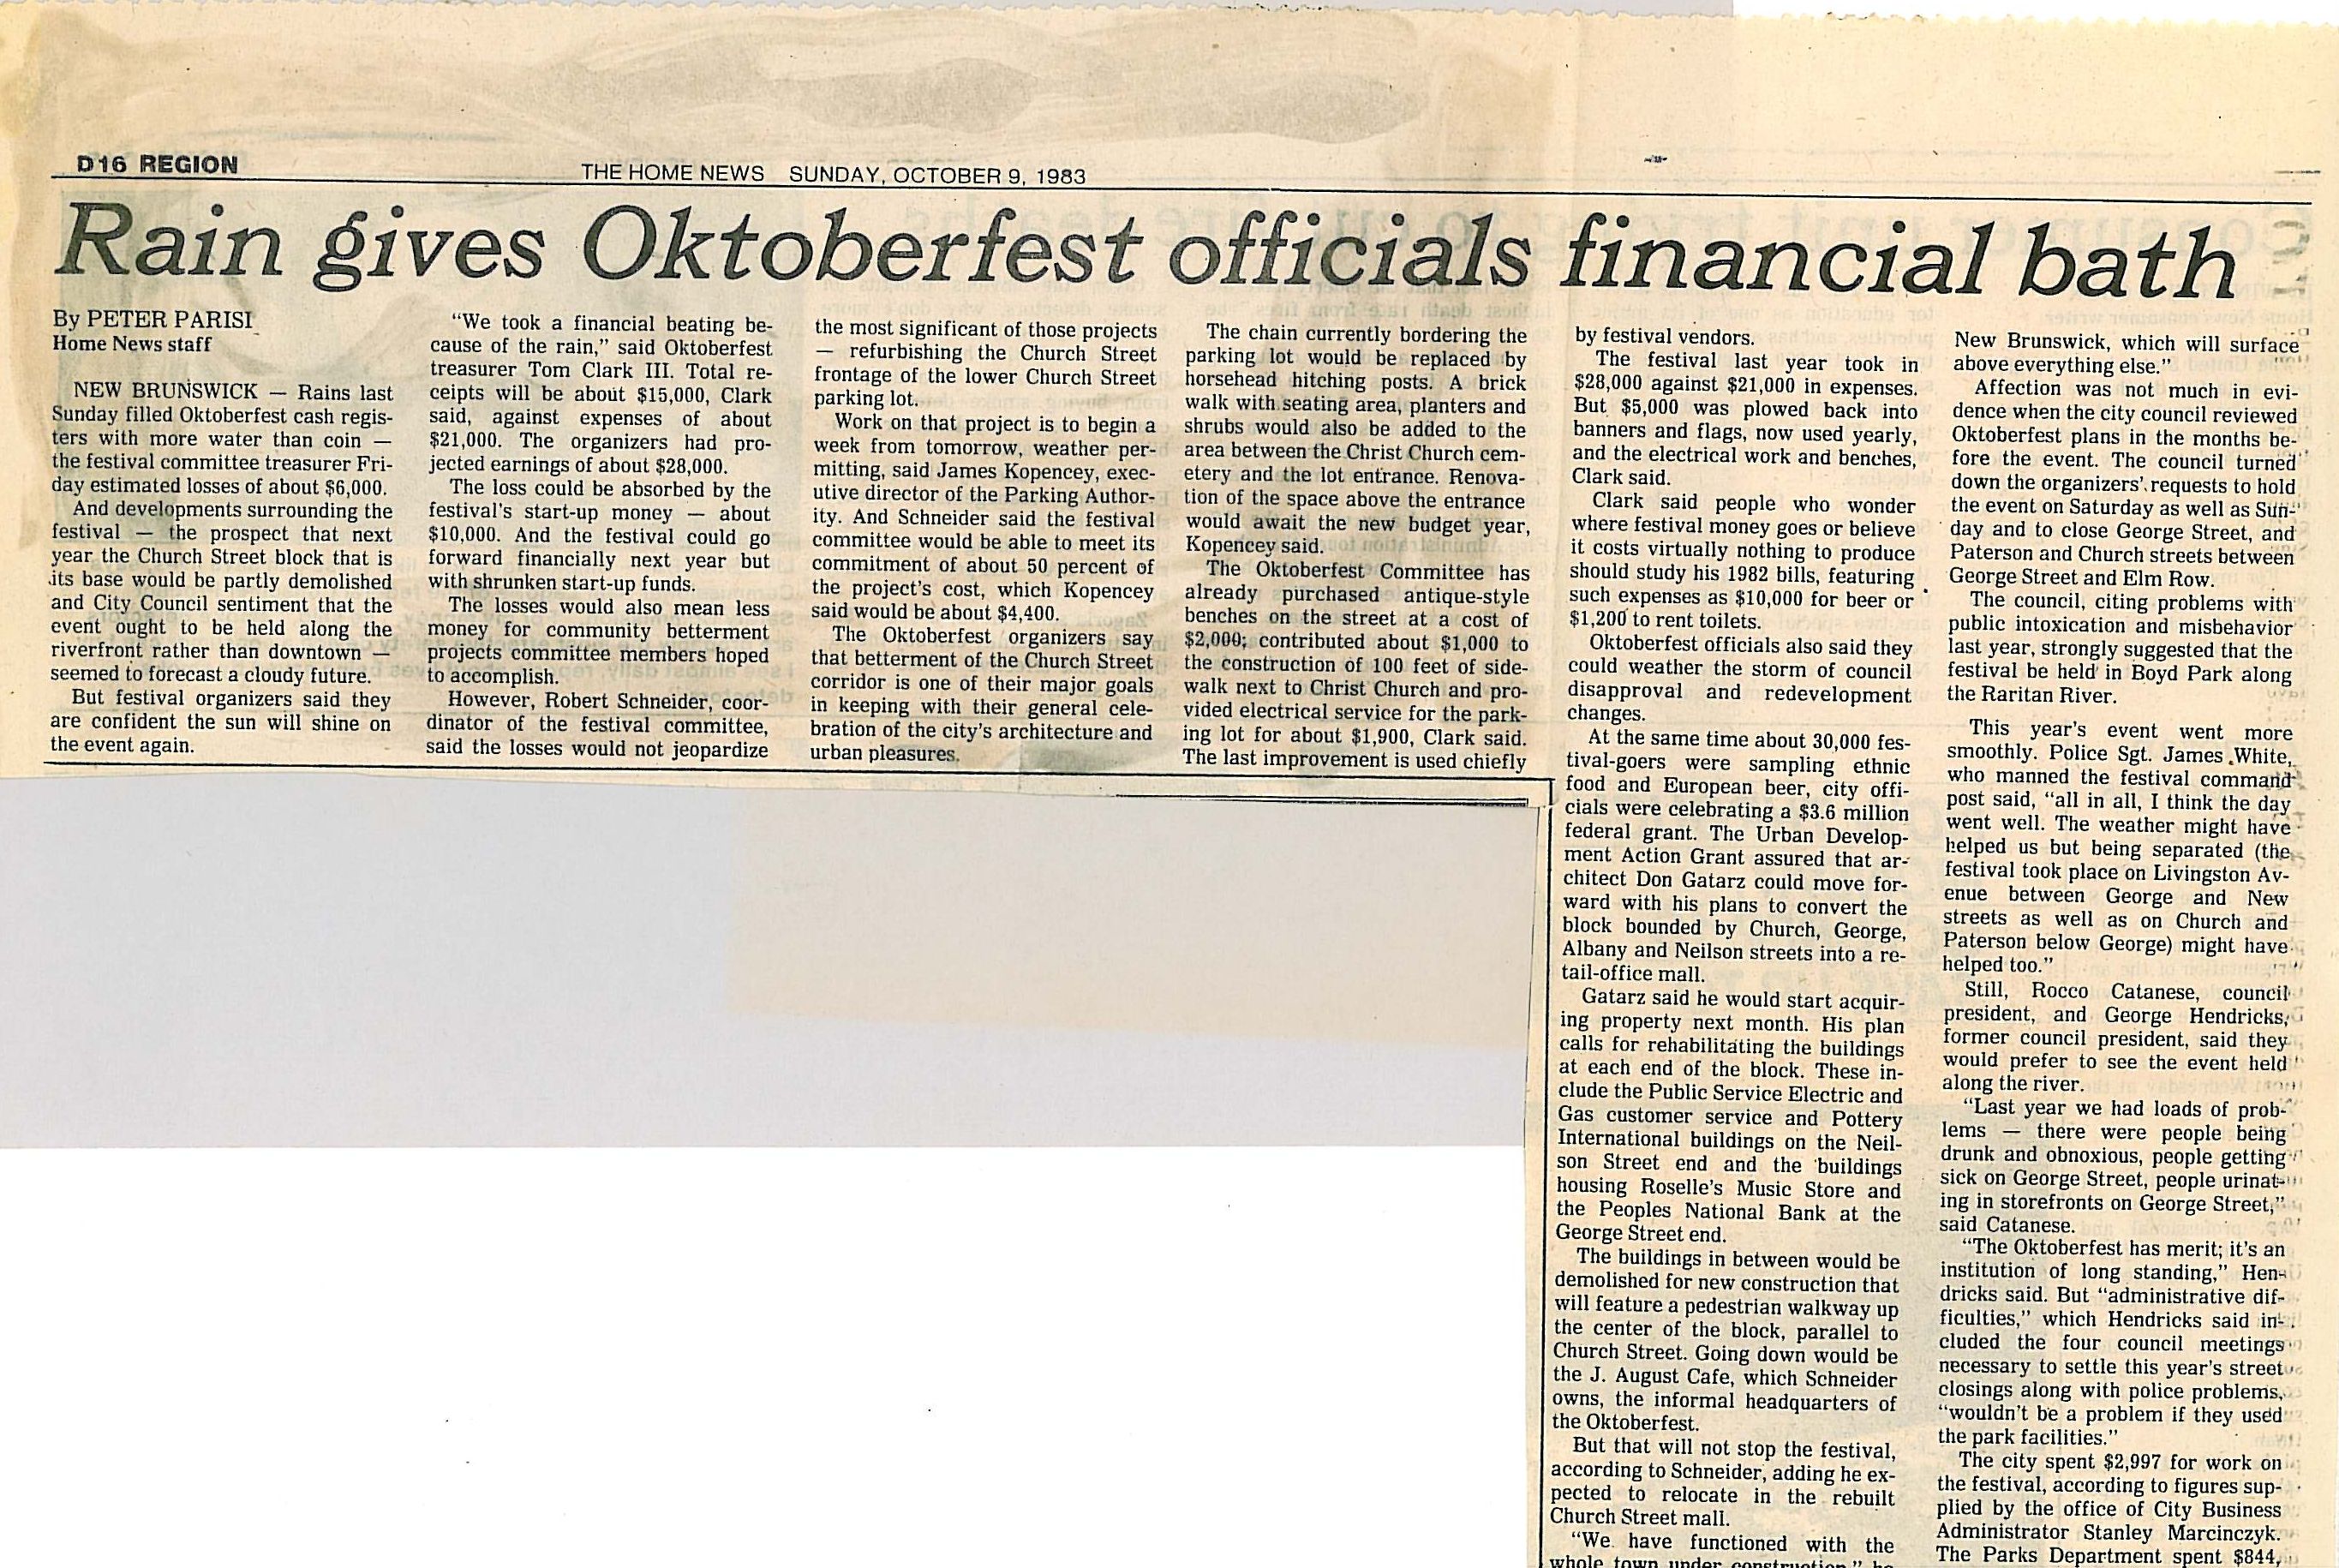 D16 REGION
THE HOME NEWS SUNDAY, OCTOBER 9, 1983
Rain gives Oktoberfest officials financial bath
By PETER PARISI
Home News staff
NEW BRUNSWICK — Rains last
Sunday filled Oktoberfest cash regis-
ters with more water than coin —
the festival committee treasurer Fri-
day estimated losses of about $6,000.
And developments surrounding the
festival — the prospect that next
year the Church Street block that is
its base would be partly demolished
and City Council sentiment that the
event ought to be held along the
riverfront rather than downtown —
seemed to forecast a cloudy future.
But festival organizers said they
are confident the sun will shine on
the event again.
“We took a financial beating be-
cause of the rain,” said Oktoberfest
treasurer Tom Clark III. Total re-
ceipts will be about $15,000, Clark
said, against expenses of about
$21,000. The organizers had pro-
jected earnings of about $28,000.
The loss could be absorbed by the
festival's start-up money — about
$10,000. And the festival could go
forward financially next year but
with shrunken start-up funds.
The losses would also mean less
money for community betterment
projects committee members hoped
to accomplish.
However, Robert Schneider, coor-
dinator of the festival committee,
said the losses would not jeopardize
the most significant of those projects
— refurbishing the Church Street
frontage of the lower Church Street
parking lot.
Work on that project is to begin a
week from tomorrow, weather per-
mitting, said James Kopencey, exec-
utive director of the Parking Author-
ity. And Schneider said the festival
committee would be able to meet its
commitment of about 50 percent of
the project's cost, which Kopencey
said would be about $4,400.
The Oktoberfest organizers say
that betterment of the Church Street
corridor is one of their major goals
in keeping with their general cele-
bration of the city's architecture and
urban pleasures.
The chain currently bordering the
parking lot would be replaced by
horsehead hitching posts. A brick
walk with seating area, planters and
shrubs would also be added to the
area between the Christ Church cem-
etery and the lot entrance. Renova-
tion of the space above the entrance
would await the new budget year,
Kopencey said.
The Oktoberfest Committee has
already purchased antique-style
benches on the street at a cost of
$2,000; contributed about $1,000 to
the construction of 100 feet of side-
walk next to Christ Church and pro-
vided electrical service for the park-
ing lot for about $1,900, Clark said.
The last improvement is used chiefly
by festival vendors.
The festival last year took in
$28,000 against $21,000 in expenses.
But $5,000 was plowed back into
banners and flags, now used yearly,
and the electrical work and benches,
Clark said.
Clark said people who wonder
where festival money goes or believe
it costs virtually nothing to produce
should study his 1982 bills, featuring
such expenses as $10,000 for beer or
$1,200 to rent toilets.
Oktoberfest officials also said they
could weather the storm of council
disapproval and redevelopment
changes.
At the same time about 30,000 fes-
tival-goers were sampling ethnic
food and European beer, city offi-
cials were celebrating a $3.6 million
federal grant. The Urban Develop-
ment Action Grant assured that ar-
chitect Don Gatarz could move for-
ward with his plans to convert the
block bounded by Church, George,
Albany and Neilson streets into a re-
tail-office mall.
Gatarz said he would start acquir-
ing property next month. His plan
calls for rehabilitating the buildings
at each end of the block. These in-
clude the Public Service Electric and
Gas customer service and Pottery
International buildings on the Neil-
son Street end and the buildings
housing Roselle's Music Store and
the Peoples National Bank at the
George Street end.
The buildings in between would be
demolished for new construction that
will feature a pedestrian walkway up
the center of the block, parallel to
Church Street. Going down would be
the J. August Cafe, which Schneider
owns, the informal headquarters of
the Oktoberfest.
But that will not stop the festival,
according to Schneider, adding he ex-
pected to relocate in the rebuilt
Church Street mall.
“We have functioned with the
whole town under construction,” he
New Brunswick, which will surface
above everything else.”
Affection was not much in evi-
dence when the city council reviewed
Oktoberfest plans in the months be-
fore the event. The council turned
down the organizers' requests to hold
the event on Saturday as well as Sun-
day and to close George Street, and
Paterson and Church streets between
George Street and Elm Row.
The council, citing problems with
public intoxication and misbehavior
last year, strongly suggested that the
festival be held in Boyd Park along
the Raritan River.
This year's event went more
smoothly. Police Sgt. James White,
who manned the festival command
post said, “all in all, I think the day
went well. The weather might have
helped us but being separated (the
festival took place on Livingston Av-
enue between George and New
streets as well as on Church and
Paterson below George) might have
helped too.”
Still, Rocco Catanese, council
president, and George Hendricks,
former council president, said they
would prefer to see the event held
along the river.
“Last year we had loads of prob-
lems — there were people being
drunk and obnoxious, people getting
sick on George Street, people urinat-
ing in storefronts on George Street,”
said Catanese.
“The Oktoberfest has merit; it's an
institution of long standing,” Hen-
dricks said. But “administrative dif-
ficulties,” which Hendricks said in-
cluded the four council meetings
necessary to settle this year's street
closings along with police problems,
“wouldn't be a problem if they used
the park facilities.”
The city spent $2,997 for work on
the festival, according to figures sup-
plied by the office of City Business
Administrator Stanley Marcinczyk.
The Parks Department spent $844,